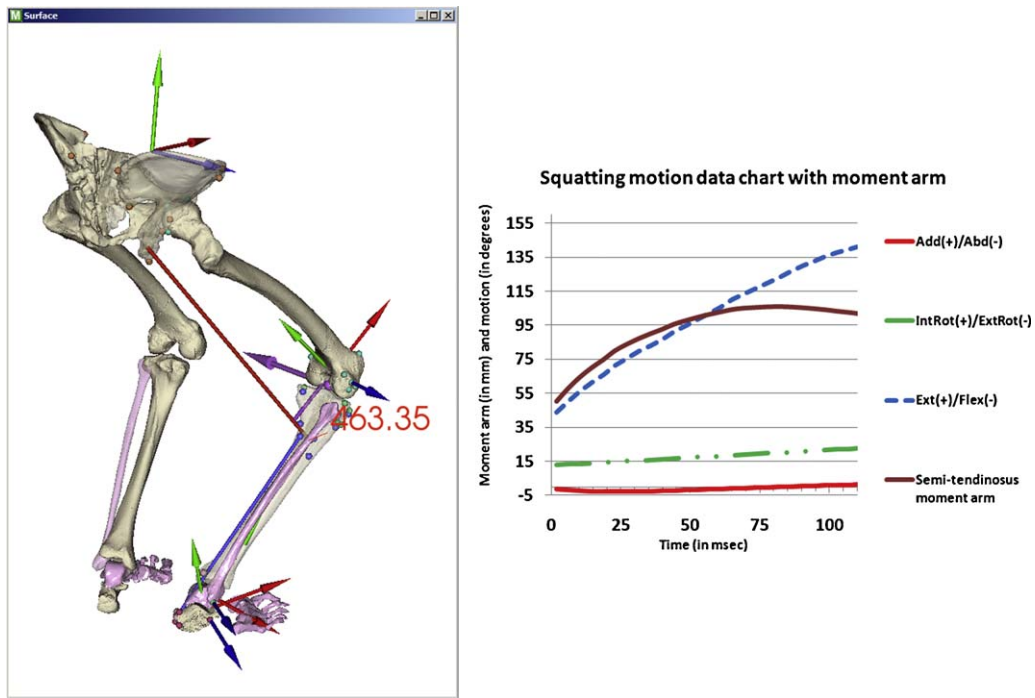 M Surface
463.35
Squatting motion data chart with moment arm
Moment arm (in mm) and motion (in degrees)
155
135
115
95
75
55
35
15
-5
0 25 50 75 100
Time (in msec)
Add(+)/Abd(-)
IntRot(+)/ExtRot(-)
Ext(+)/Flex(-)
Semi-tendinosus
moment arm